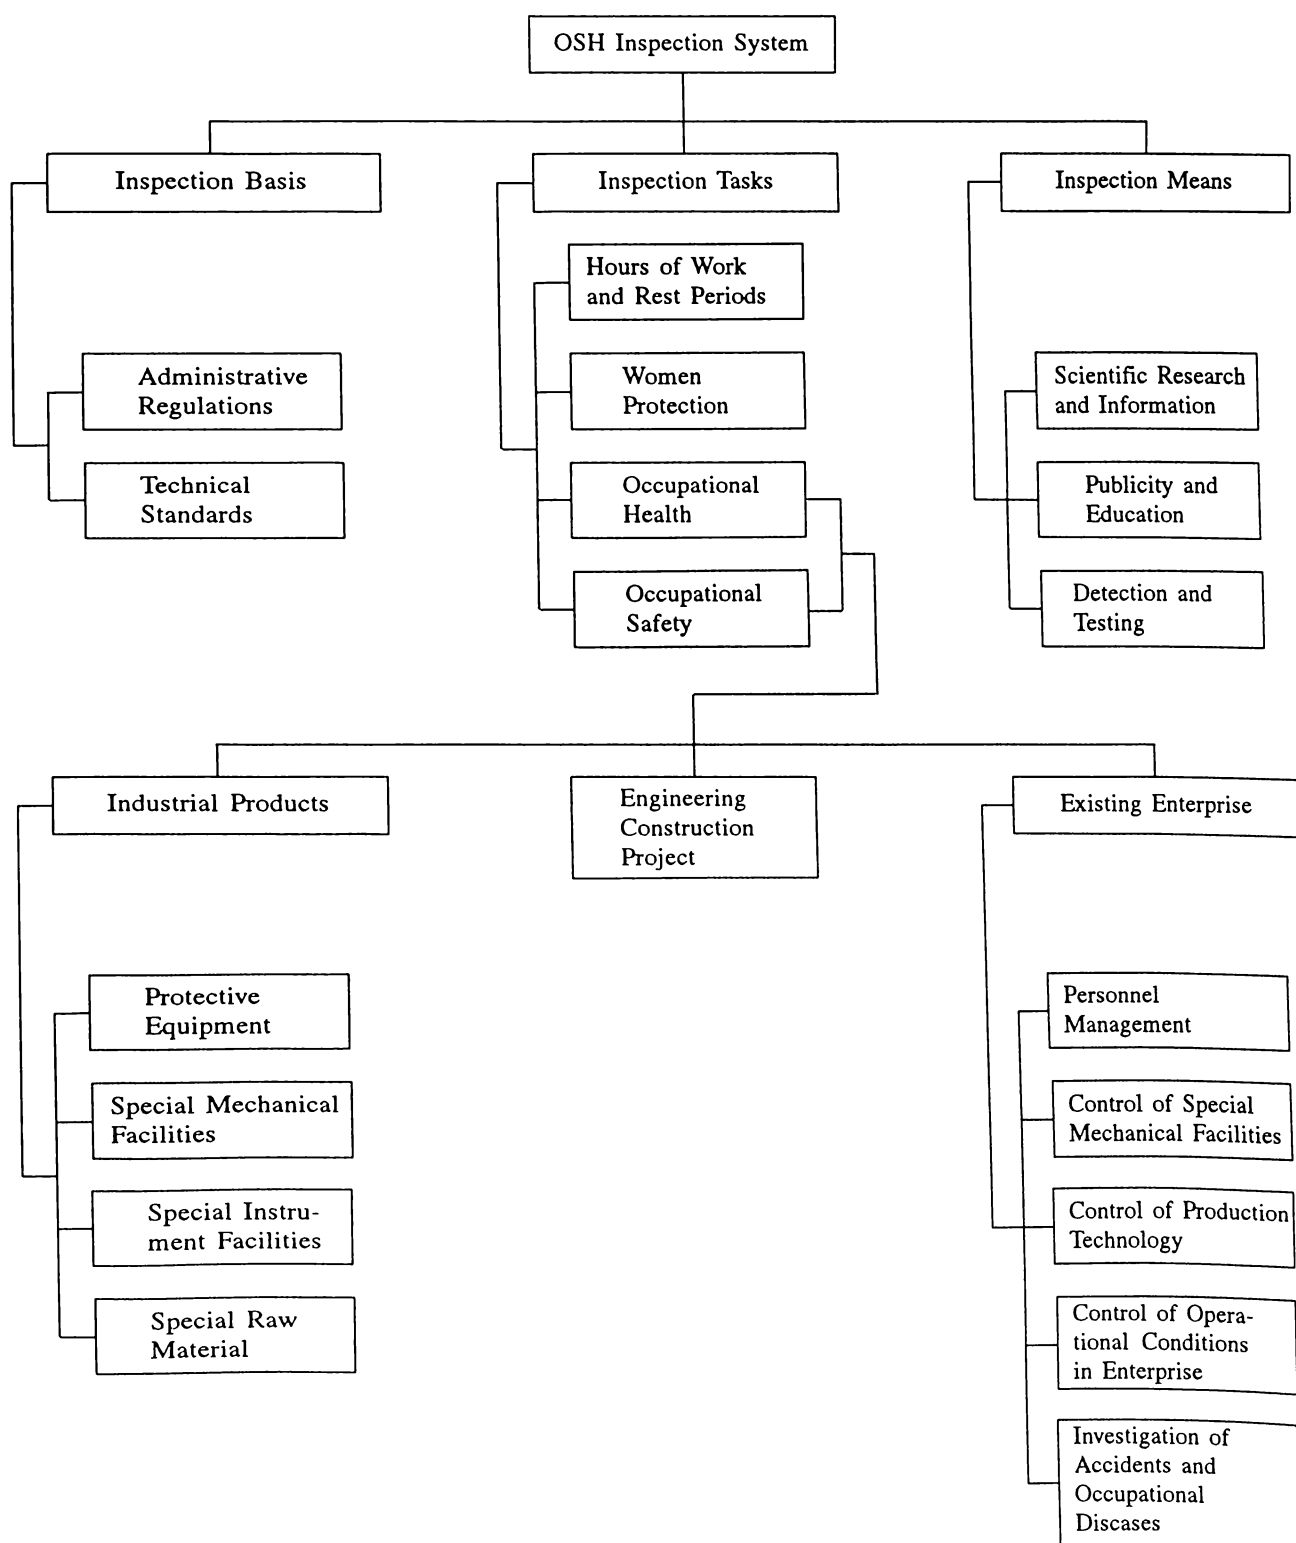 OSH Inspection System
Inspection Basis
Inspection Tasks
Inspection Means
Hours of Work
and Rest Periods
Administrative
Regulations
Women
Protection
Scientific Research
and Information
Technical
Standards
Occupational
Health
Publicity and
Education
Occupational
Safety
Detection and
Testing
Industrial Products
Engineering
Construction
Project
Existing Enterprise
Protective
Equipment
Special Mechanical
Facilities
Special Instru-
ment Facilities
Special Raw
Material
Personnel
Management
Control of Special
Mechanical Facilities
Control of Production
Technology
Control of Opera-
tional Conditions
in Enterprise
Investigation of
Accidents and
Occupational
Discases